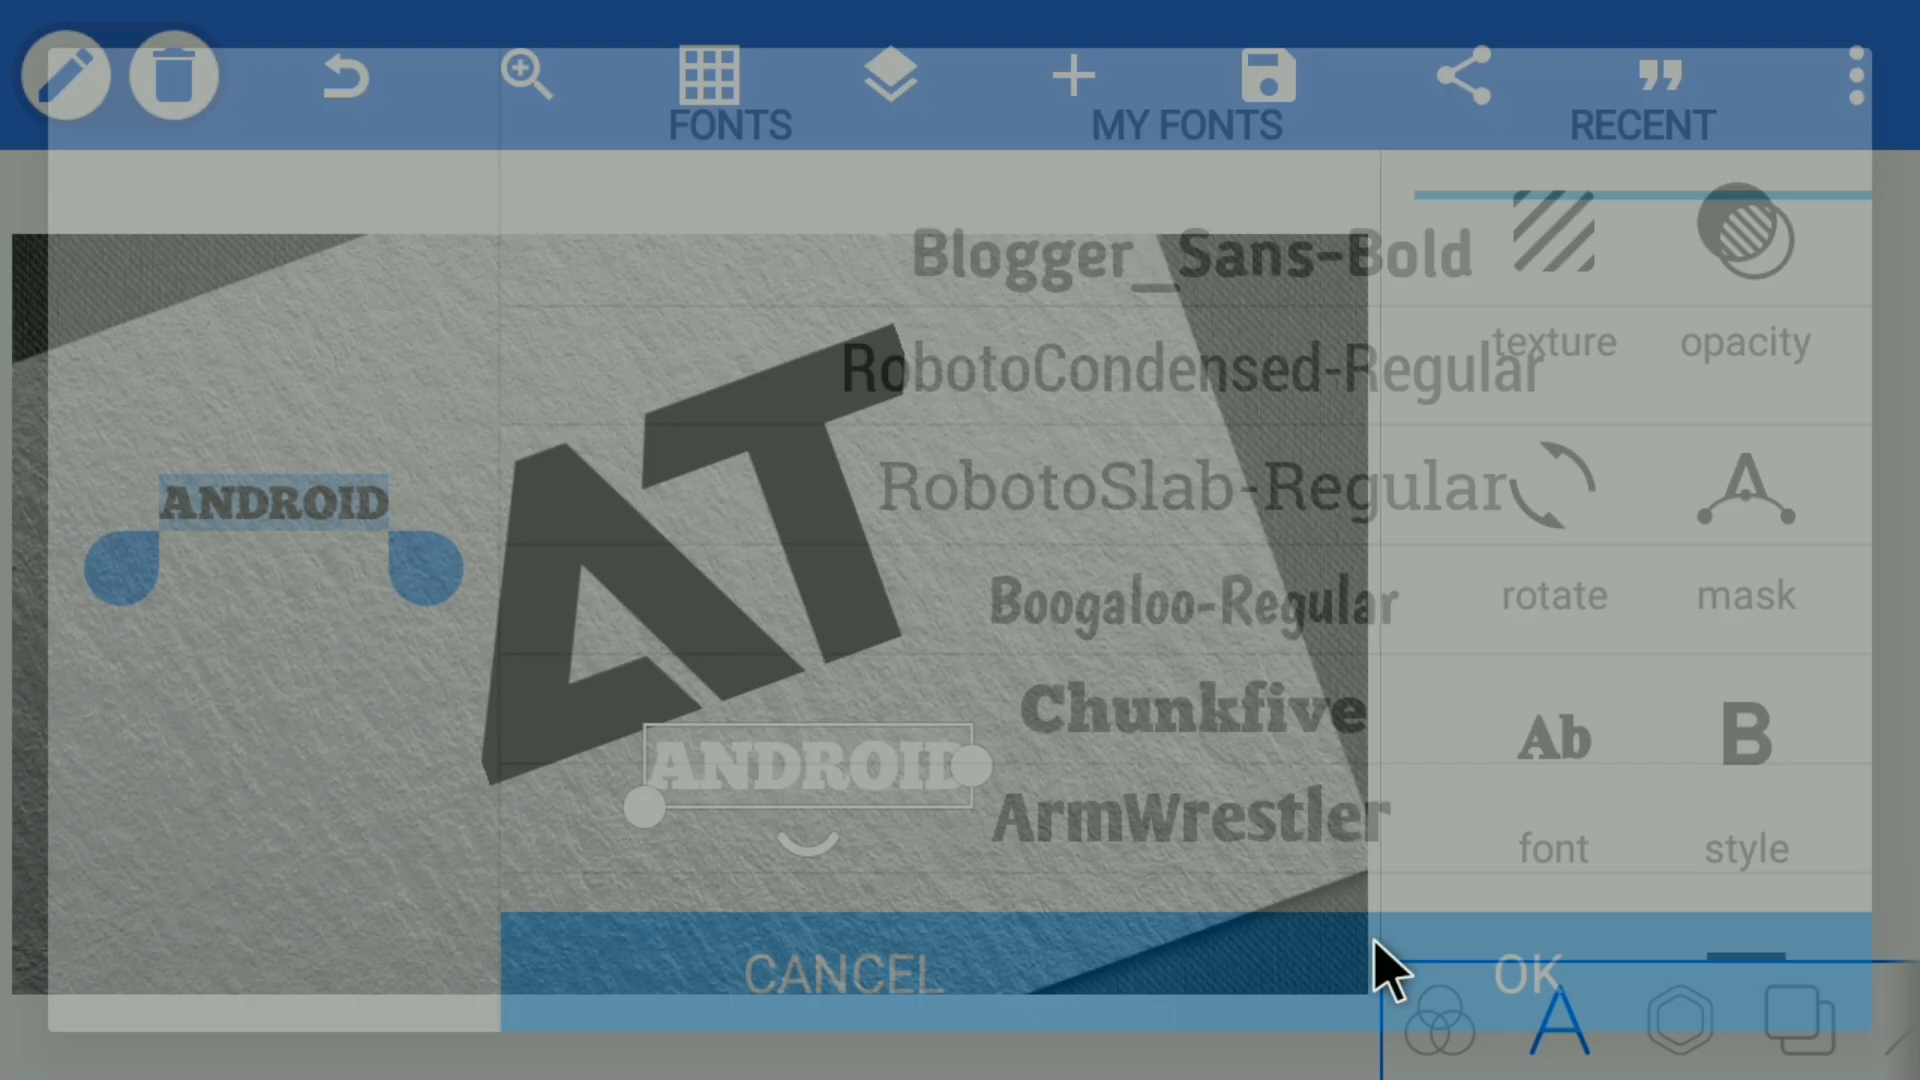 FONTS MY FONTS RECENT
Blogger_Sans-Bold
texture opacity
RobotoCondensed-Regular
RobotoSlab-Regular
ANDROID
AT
rotate mask
Boogaloo-Regular
Chunkfive
Ab B
ANDROID
ArmWrestler
font style
CANCEL OK
A